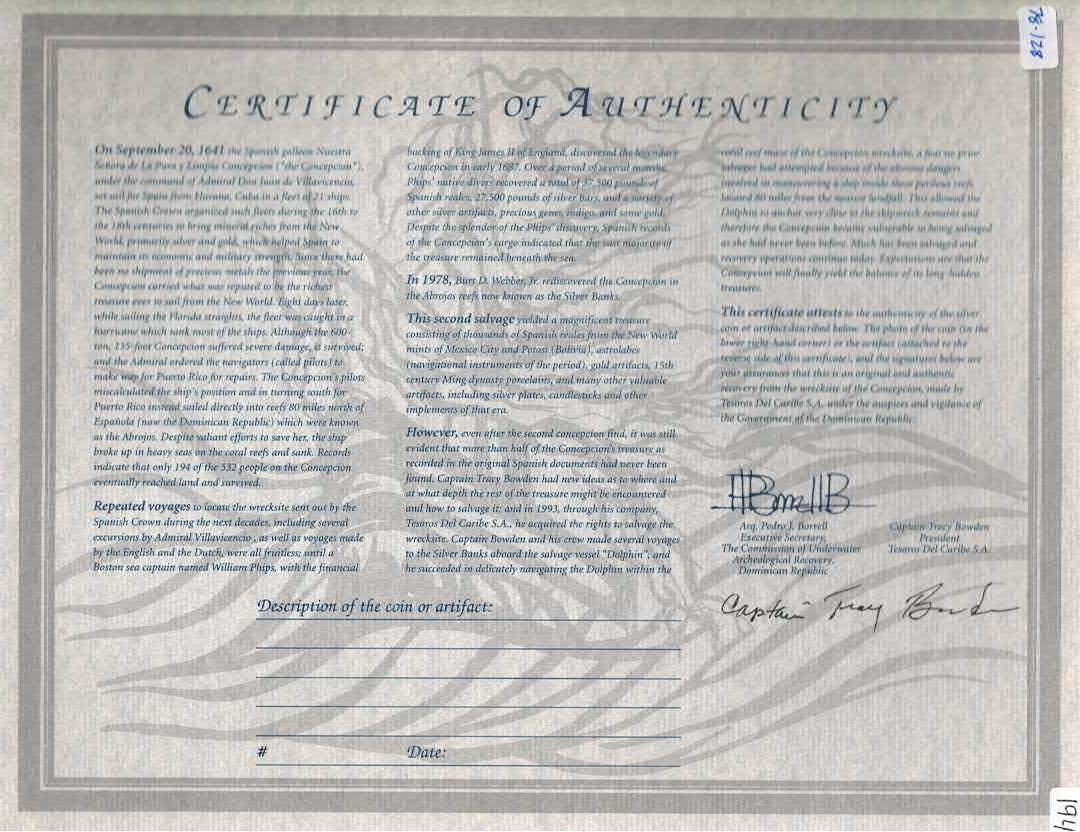 78-128
CERTIFICATE OF AUTHENTICITY
On September 20, 1641 the Spanish galleon Nuestra
Señora de La Pura y Limpia Concepcion ("the Concepcion"),
under the command of Admiral Don Juan de Villavicencio,
set sail for Spain from Havana, Cuba in a fleet of 21 ships.
The Spanish Crown organized such fleets during the 16th to
the 18th centuries to bring mineral riches from the New
World, primarily silver and gold, which helped Spain to
maintain its economic and military strength. Since there had
been no shipment of precious metals the previous year, the
Concepcion carried what was reputed to be the richest
treasure ever to sail from the New World. Eight days later,
while sailing the Florida straights, the fleet was caught in a
hurricane which sank most of the ships. Although the 600-
ton, 135-foot Concepcion suffered severe damage, it survived;
and the Admiral ordered the navigators (called pilots) to
make way for Puerto Rico for repairs. The Concepcion's pilots
miscalculated the ship's position and in turning south for
Puerto Rico instead sailed directly into reefs 80 miles north of
Española (now the Dominican Republic) which were known
as the Abrojos. Despite valiant efforts to save her, the ship
broke up in heavy seas on the coral reefs and sank. Records
indicate that only 194 of the 532 people on the Concepcion
eventually reached land and survived.
Repeated voyages to locate the wrecksite sent out by the
Spanish Crown during the next decades, including several
excursions by Admiral Villavicencio , as well as voyages made
by the English and the Dutch, were all fruitless; until a
Boston sea captain named William Phips, with the financial
backing of King James II of England, discovered the legendary
Concepcion in early 1687. Over a period of several months,
Phips' native divers recovered a total of 37,500 pounds of
Spanish reales, 27,500 pounds of silver bars, and a variety of
other silver artifacts, precious gems, indigo, and some gold.
Despite the splendor of the Phips' discovery, Spanish records
of the Concepcion's cargo indicated that the vast majority of
the treasure remained beneath the sea.
In 1978, Burt D. Webber, Jr. rediscovered the Concepcion in
the Abrojos reefs now known as the Silver Banks.
This second salvage yielded a magnificent treasure
consisting of thousands of Spanish reales from the New World
mints of Mexico City and Potosi (Bolivia), astrolabes
(navigational instruments of the period), gold artifacts, 15th
century Ming dynasty porcelains, and many other valuable
artifacts, including silver plates, candlesticks and other
implements of that era.
However, even after the second concepcion find, it was still
evident that more than half of the Concepcion's treasure as
recorded in the original Spanish documents had never been
found. Captain Tracy Bowden had new ideas as to where and
at what depth the rest of the treasure might be encountered
and how to salvage it; and in 1993, through his company,
Tesoros Del Caribe S.A., he acquired the rights to salvage the
wrecksite. Captain Bowden and his crew made several voyages
to the Silver Banks aboard the salvage vessel "Dolphin"; and
he succeeded in delicately navigating the Dolphin within the
coral reef maze of the Concepcion wrecksite, a feat no prior
salvager had attempted because of the obvious dangers
involved in maneuvering a ship inside these perilous reefs
located 80 miles from the nearest landfall. This allowed the
Dolphin to anchor very close to the shipwreck remains and
therefore the Concepcion became vulnerable to being salvaged
as she had never been before. Much has been salvaged and
recovery operations continue today. Expectations are that the
Concepcion will finally yield the balance of its long-hidden
treasures.
This certificate attests to the authenticity of the silver
coin or artifact discribed below. The photo of the coin (in the
lower right-hand corner) or the artifact (attached to the
reverse side of this certificate), and the signatures below are
your assurances that this is an original and authentic
recovery from the wrecksite of the Concepcion, made by
Tesoros Del Caribe S.A. under the auspices and vigilance of
the Government of the Dominican Republic.
Arq. Pedro J. Borrell
Executive Secretary,
The Commission of Underwater
Archeological Recovery,
Dominican Republic
Captain Tracy Bowden
President
Tesoros Del Caribe S.A.
Captain Tracy Bowden
Description of the coin or artifact:
# Date:
194